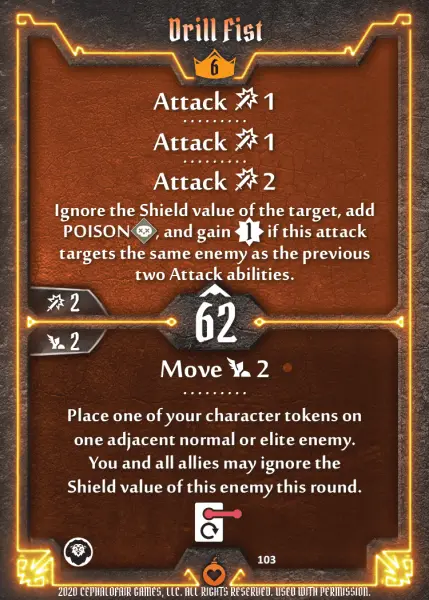 Drill Fist
6
Attack 1
Attack 1
Attack 2
Ignore the Shield value of the target, add
POISON, and gain 1 if this attack
targets the same enemy as the previous
two Attack abilities.
2
62
2
Move 2
Place one of your character tokens on
one adjacent normal or elite enemy.
You and all allies may ignore the
Shield value of this enemy this round.
103
2020 CEPHALOFAIR GAMES, LLC. ALL RIGHTS RESERVED. USED WITH PERMISSION.